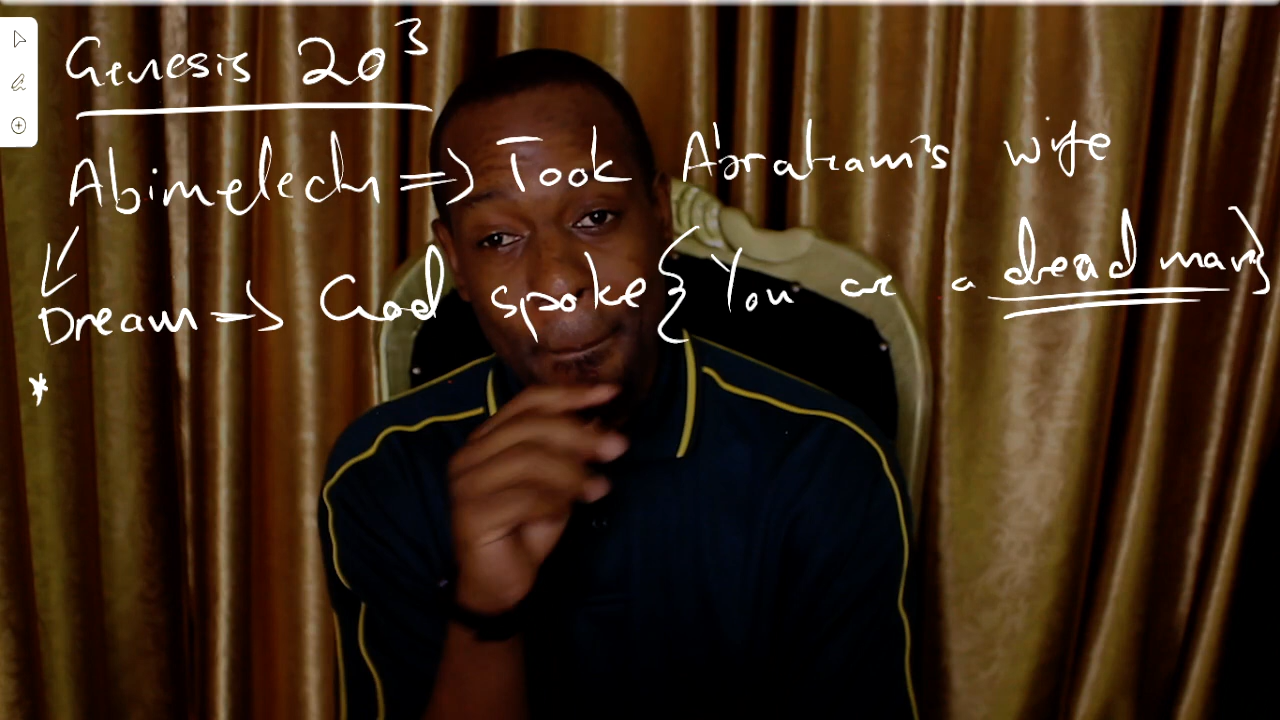 Genesis 20³
Abimelech => Took Abraham's wife
Dream => God spoke { You are a dead man}
*